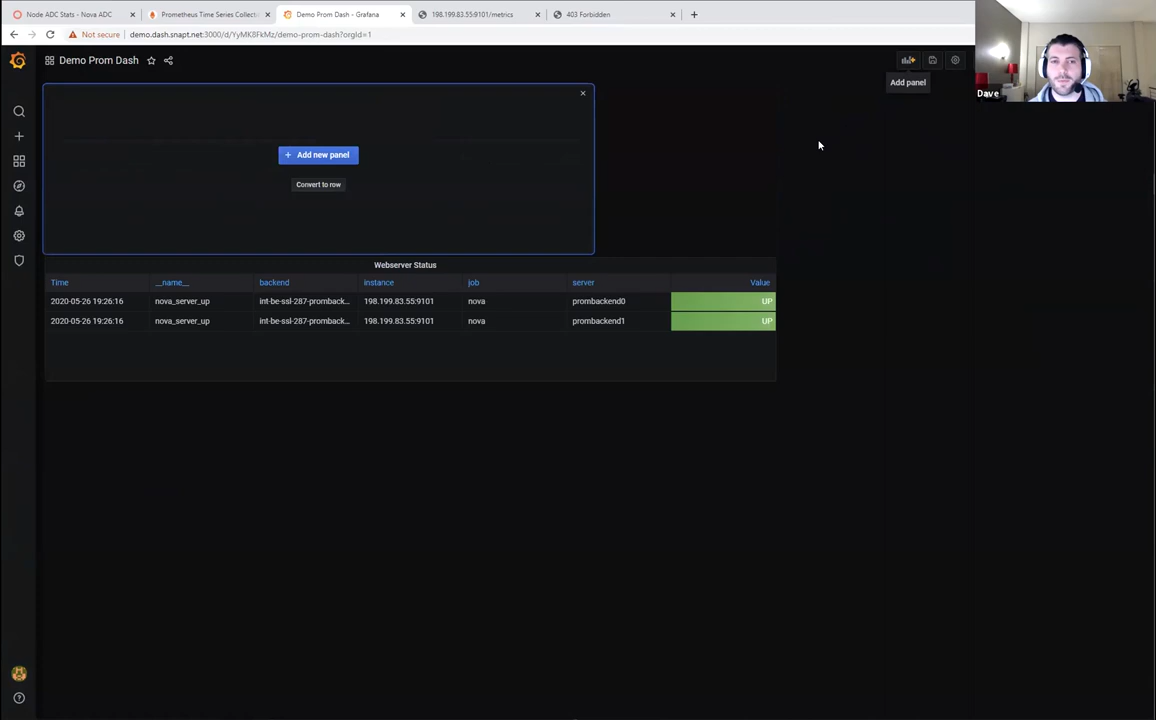 Node ADC Stats - Nova ADC
Prometheus Time Series Collecti
Demo Prom Dash - Grafana
198.199.83.55:9101/metrics
403 Forbidden
Not secure
demo.dash.snapt.net:3000/d/YyMK8FkMz/demo-prom-dash?orgId=1
Demo Prom Dash
Add panel
Dave
Add new panel
Convert to row
Webserver Status
Time __name__ backend instance job server Value
2020-05-26 19:26:16 nova_server_up int-be-ssl-287-promback... 198.199.83.55:9101 nova prombackend0 UP
2020-05-26 19:26:16 nova_server_up int-be-ssl-287-promback... 198.199.83.55:9101 nova prombackend1 UP